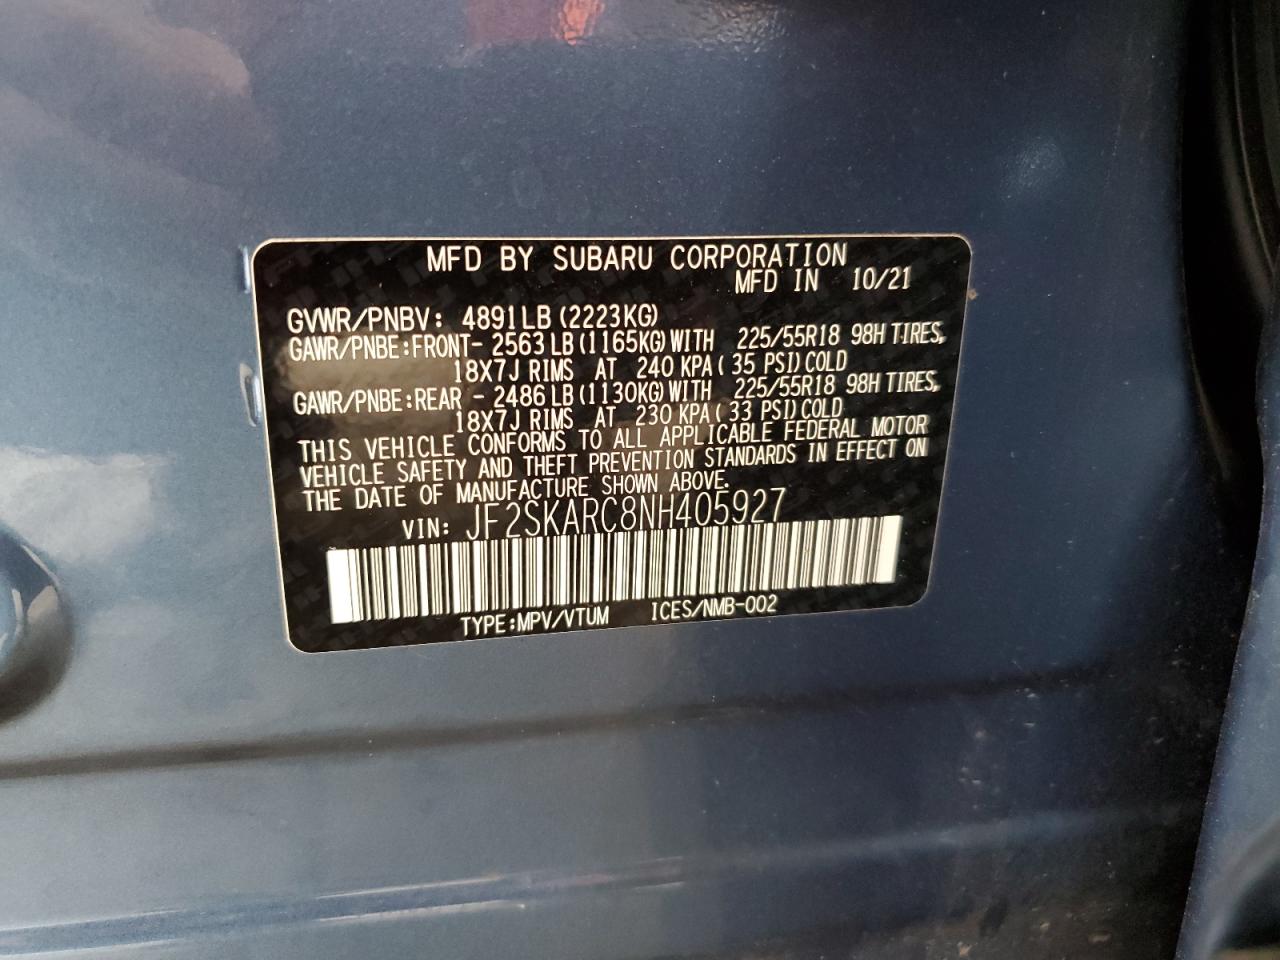 MFD BY SUBARU CORPORATION
MFD IN 10/21
GVWR/PNBV: 4891LB (2223KG)
GAWR/PNBE:FRONT- 2563LB (1165KG) WITH 225/55R18 98H TIRES,
18X7J RIMS AT 240 KPA( 35 PSI) COLD
GAWR/PNBE:REAR - 2486LB (1130KG) WITH 225/55R18 98H TIRES,
18X7J RIMS AT 230 KPA( 33 PSI) COLD
THIS VEHICLE CONFORMS TO ALL APPLICABLE FEDERAL MOTOR
VEHICLE SAFETY AND THEFT PREVENTION STANDARDS IN EFFECT ON
THE DATE OF MANUFACTURE SHOWN ABOVE.
VIN: JF2SKARC8NH405927
TYPE:MPV/VTUM ICES/NMB-002